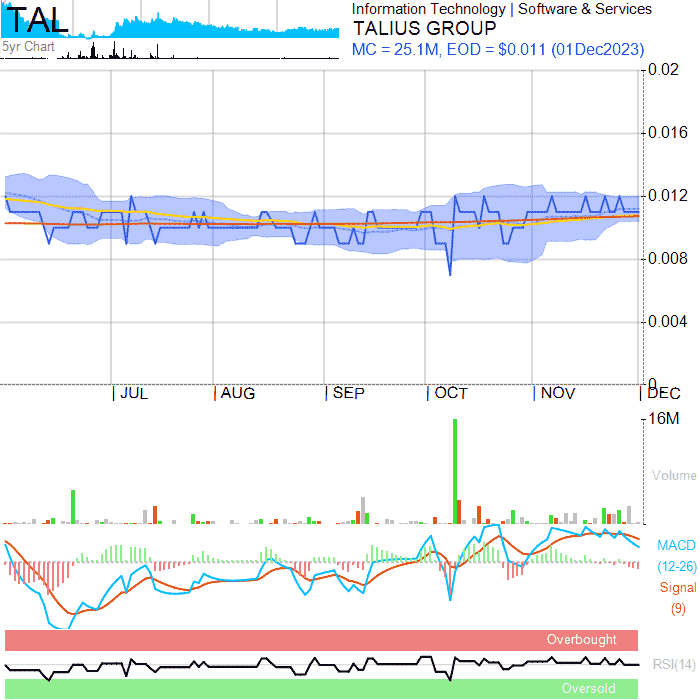 TAL
5yr Chart
Information Technology | Software & Services
TALIUS GROUP
MC = 25.1M, EOD = $0.011 (01Dec2023)
0.02
0.016
0.012
0.008
0.004
0
| JUL | AUG | SEP | OCT | NOV | DEC
16M
Volume
MACD
(12-26)
Signal
(9)
Overbought
RSI(14)
Oversold